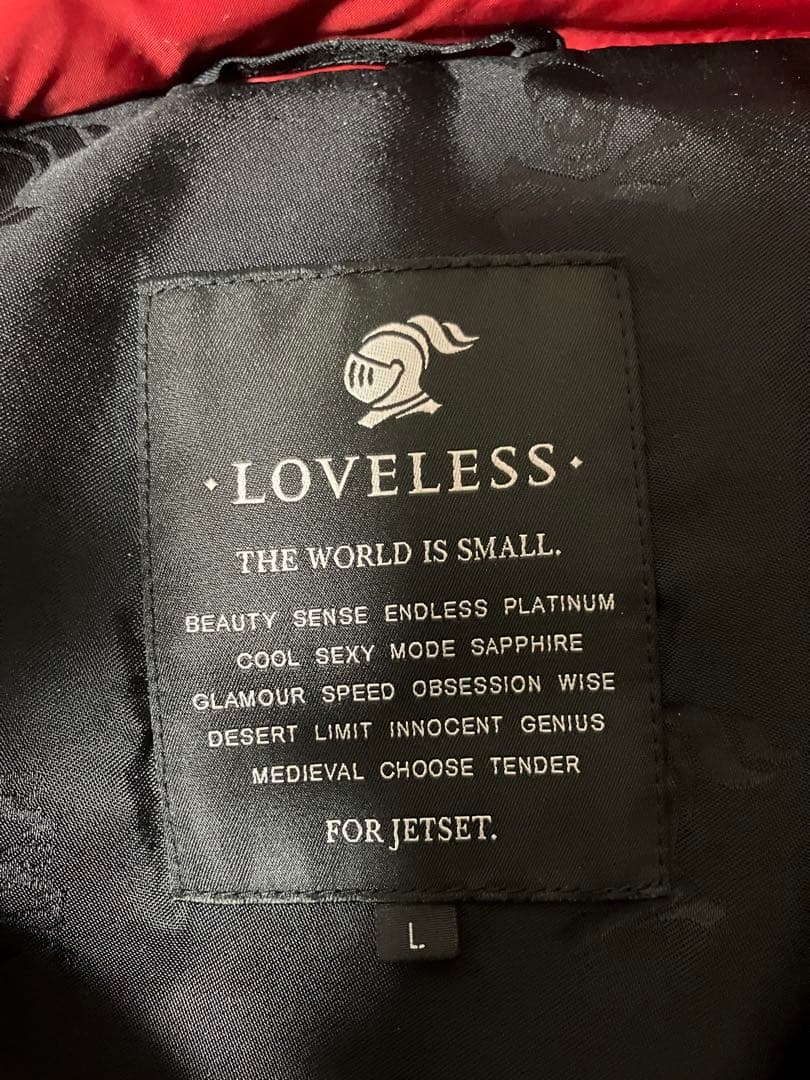 · LOVELESS ·
THE WORLD IS SMALL.
BEAUTY SENSE ENDLESS PLATINUM
COOL SEXY MODE SAPPHIRE
GLAMOUR SPEED OBSESSION WISE
DESERT LIMIT INNOCENT GENIUS
MEDIEVAL CHOOSE TENDER
FOR JETSET.
L